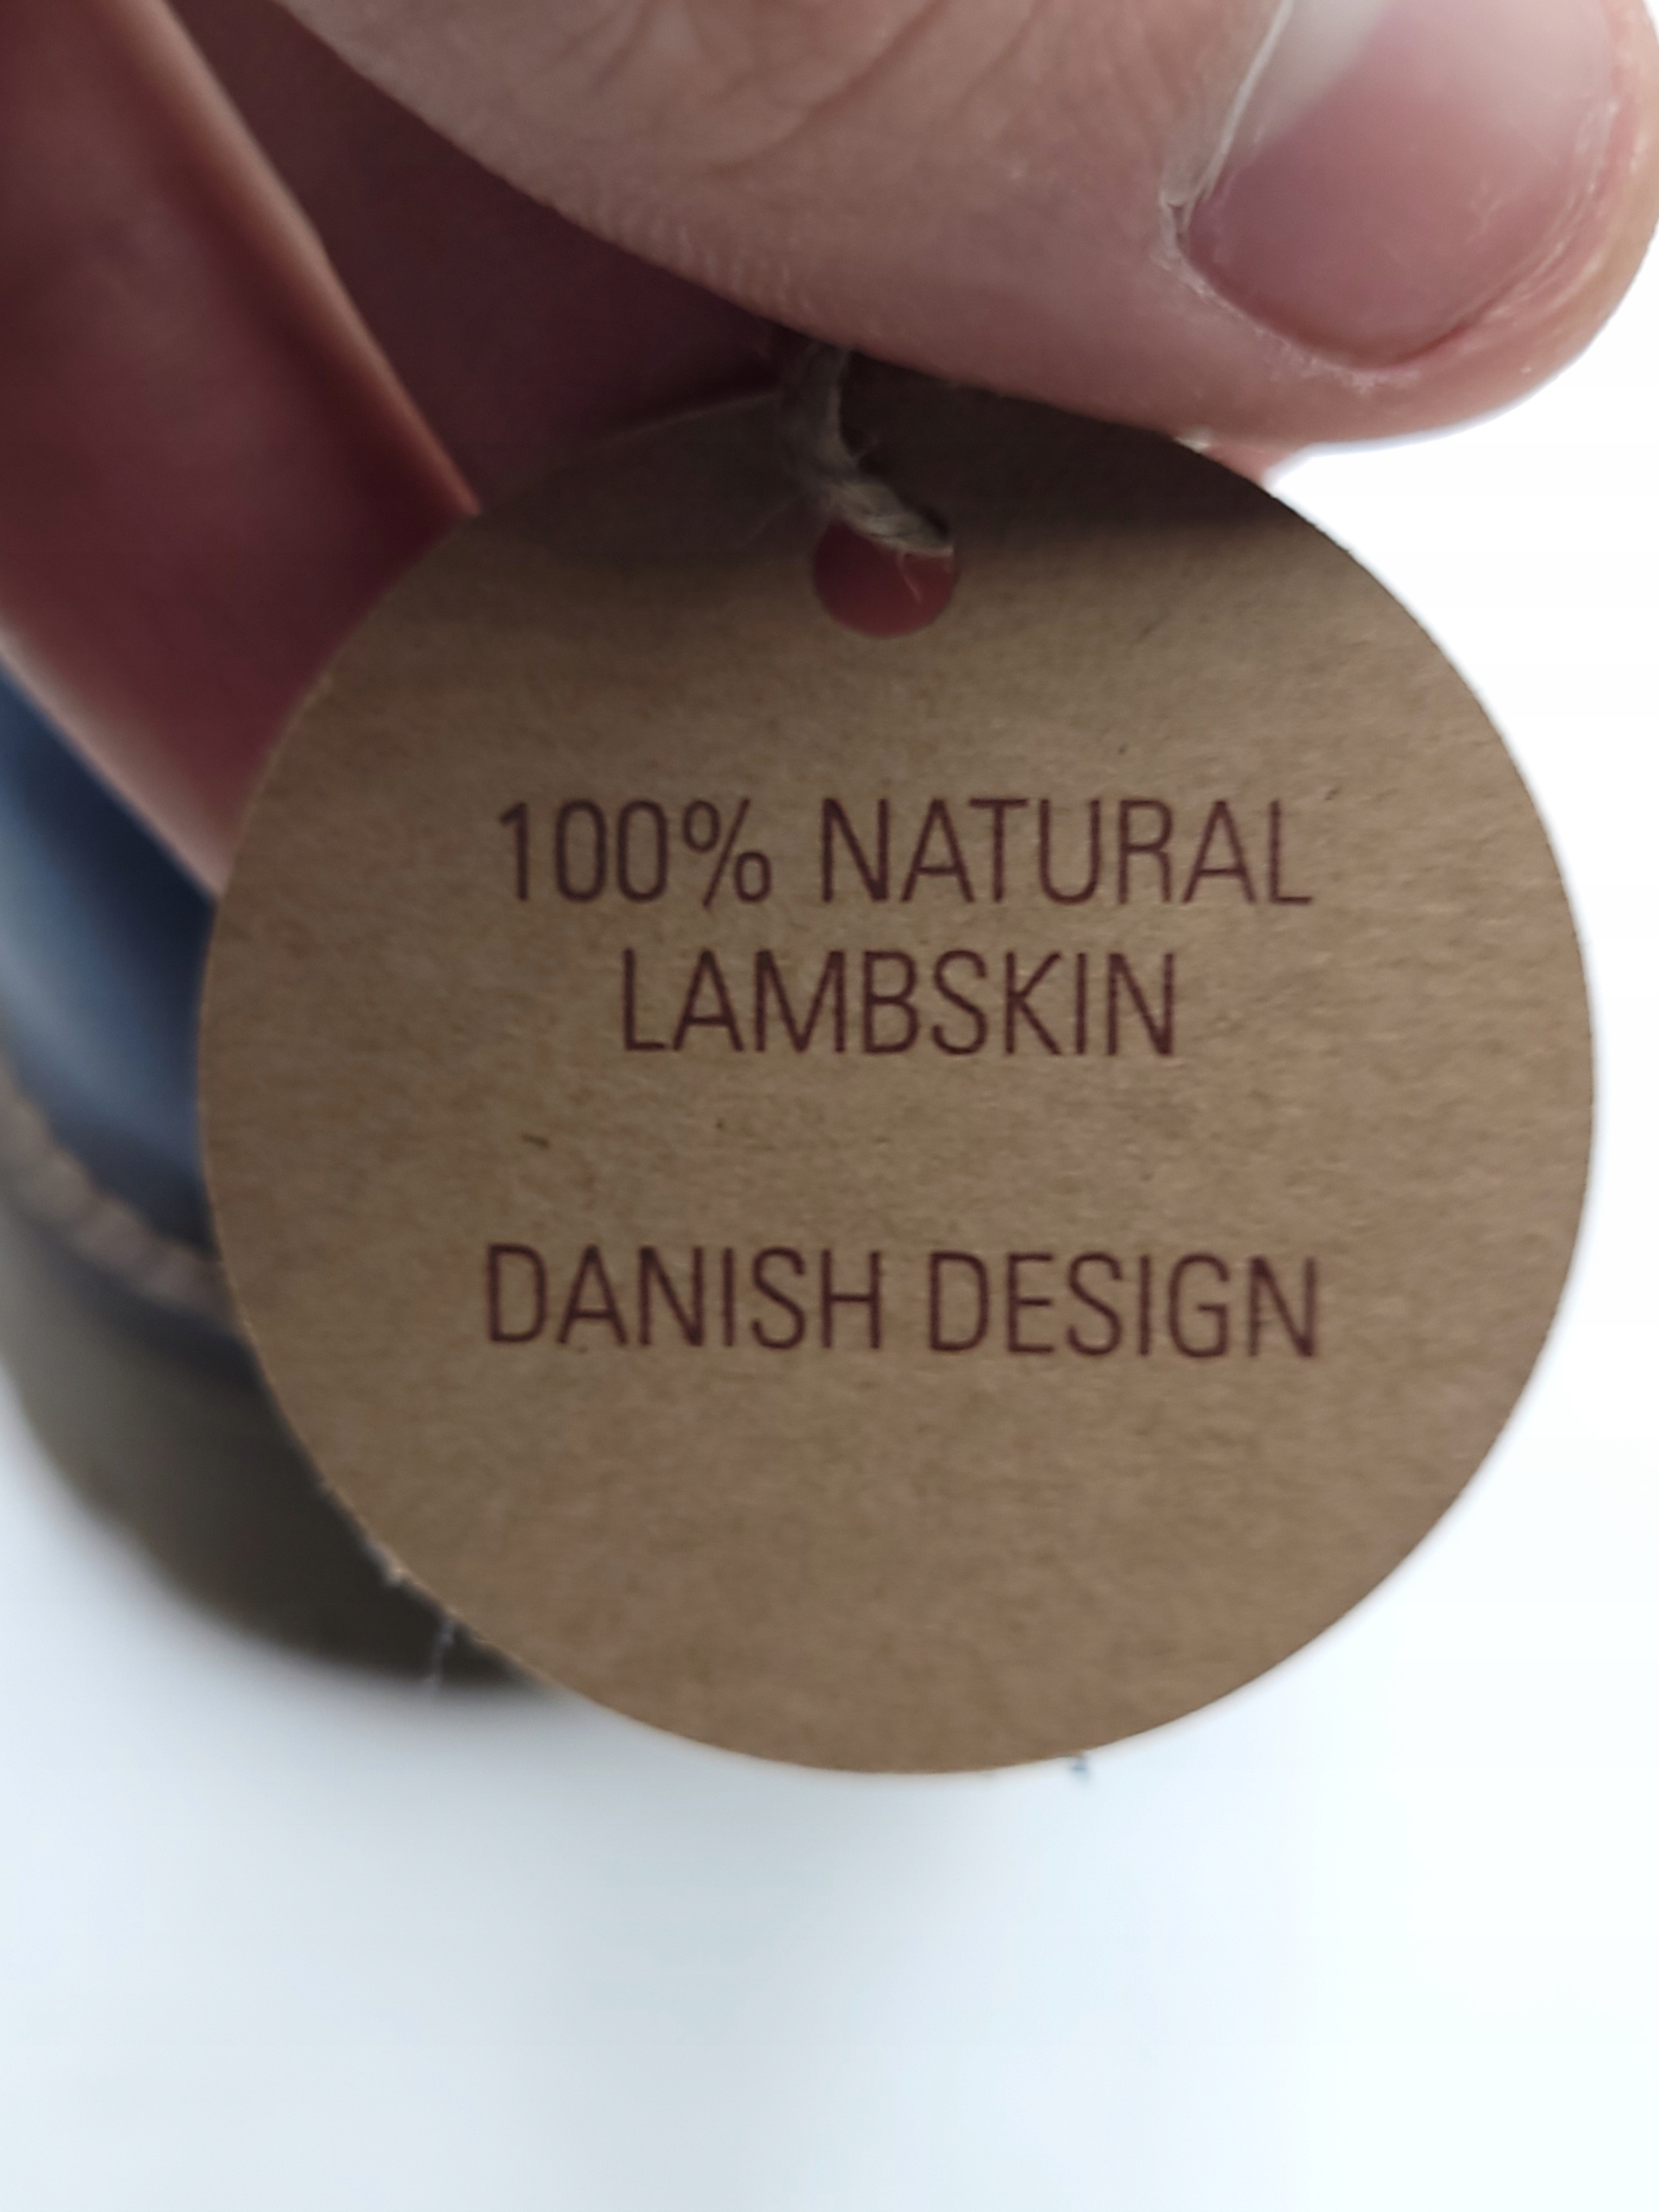 100% NATURAL
LAMBSKIN
DANISH DESIGN